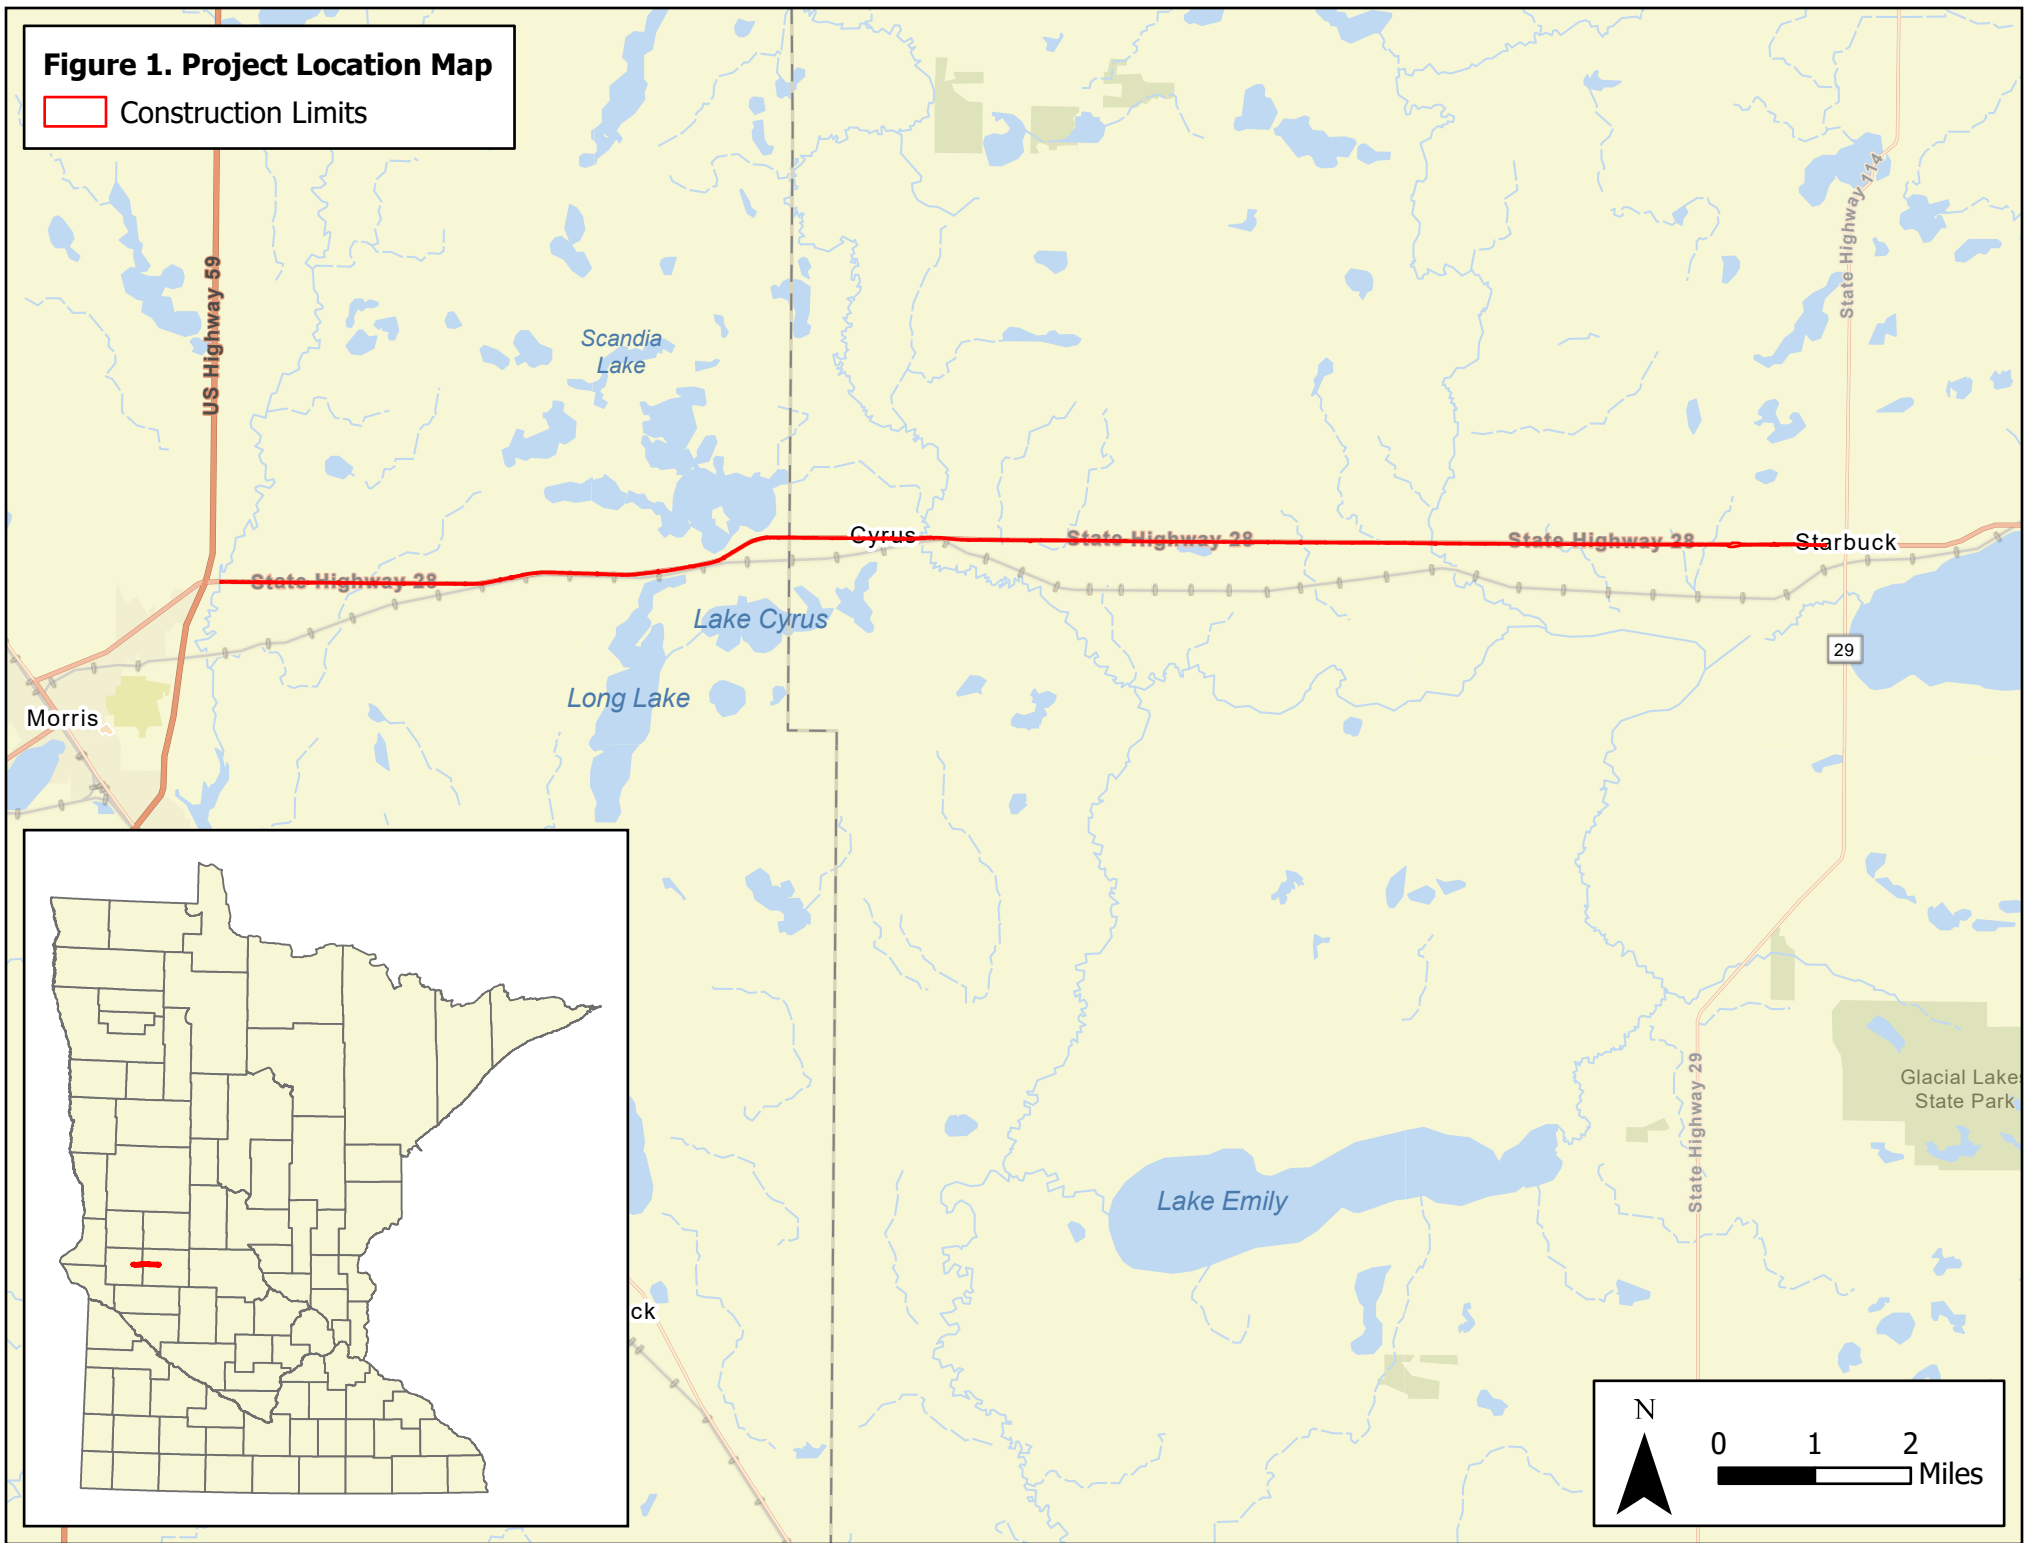 Figure 1. Project Location Map
Construction Limits
State Highway 114
US Highway 59
Scandia
Lake
Cyrus
State Highway 28
State Highway 28
Starbuck
State Highway 28
Lake Cyrus
29
Long Lake
Morris
Glacial Lake
State Park
State Highway 29
Lake Emily
ck
N
0 1 2
Miles